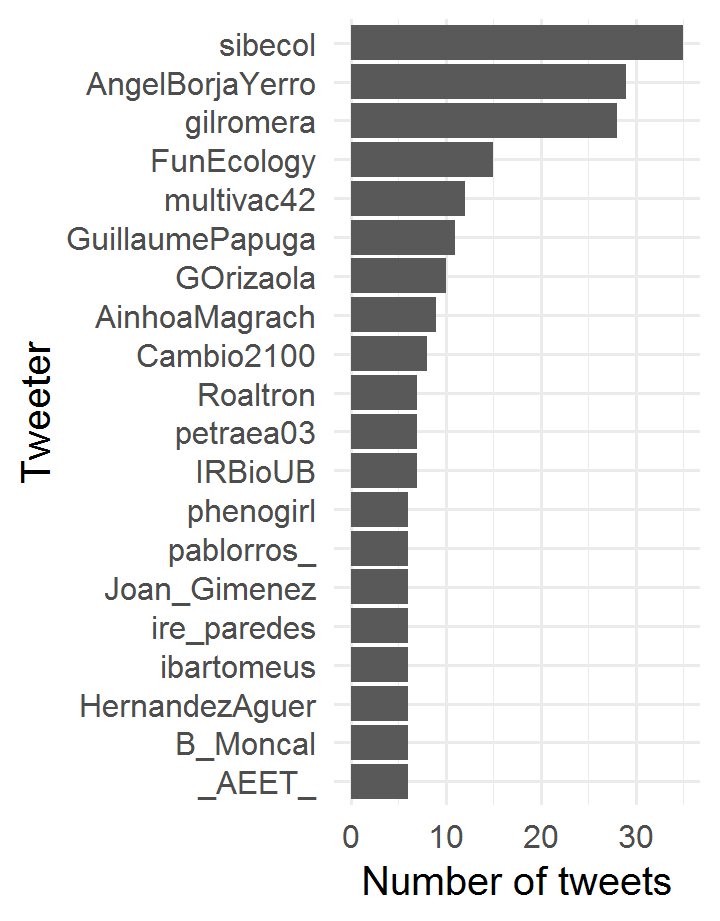 sibecol
AngelBorjaYerro
gilromera
FunEcology
multivac42
GuillaumePapuga
GOrizaola
AinhoaMagrach
Cambio2100
Roaltron
petraea03
IRBioUB
phenogirl
pablorros_
Joan_Gimenez
ire_paredes
ibartomeus
HernandezAguer
B_Moncal
_AEET_
Tweeter
0 10 20 30
Number of tweets